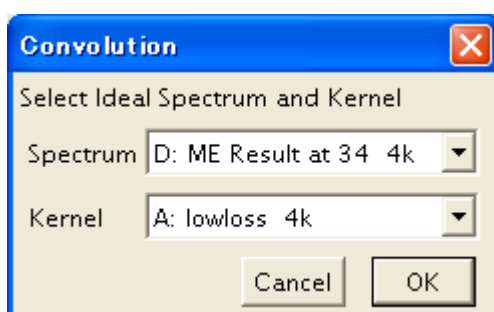 Convolution
Select Ideal Spectrum and Kernel
Spectrum D: ME Result at 34 4k
Kernel A: lowloss 4k
Cancel OK